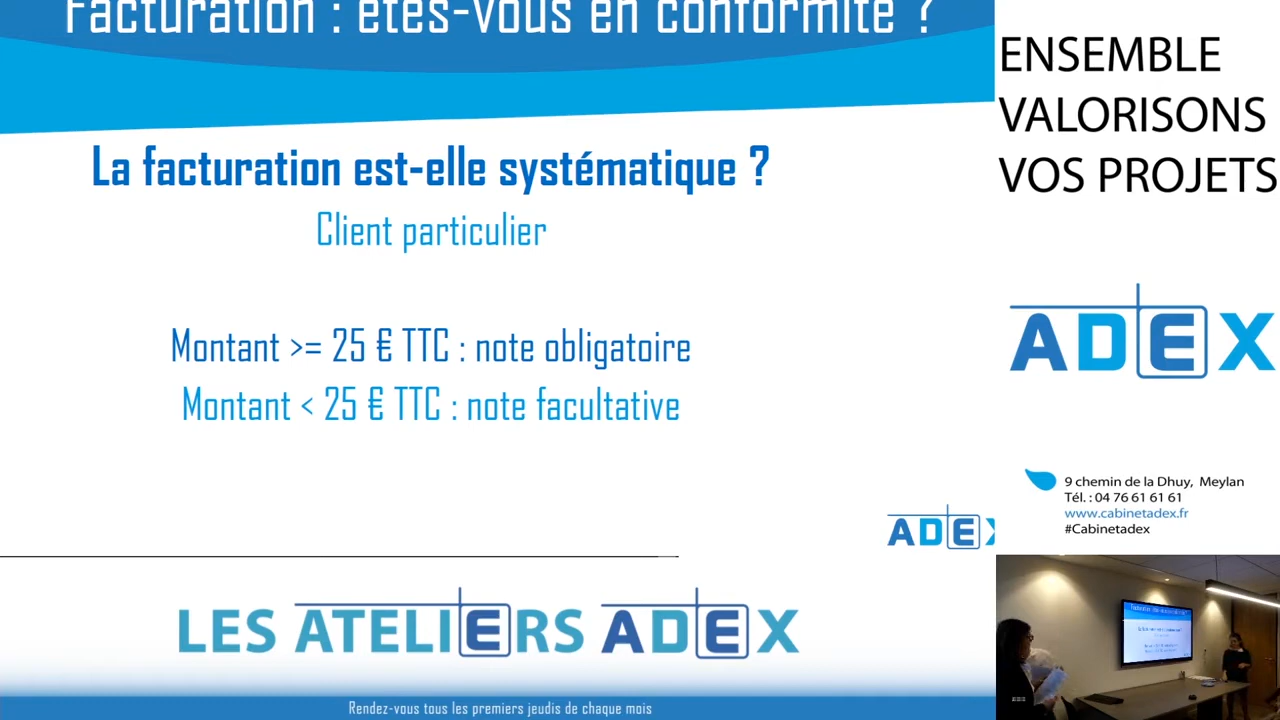 Facturation : êtes-vous en conformité ?
La facturation est-elle systématique ?
Client particulier
Montant >= 25 € TTC : note obligatoire
Montant < 25 € TTC : note facultative
ADEX
LES ATELIERS ADEX
Rendez-vous tous les premiers jeudis de chaque mois
ENSEMBLE
VALORISONS
VOS PROJETS
ADEX
9 chemin de la Dhuy, Meylan
Tél. : 04 76 61 61 61
www.cabinetadex.fr
#Cabinetadex